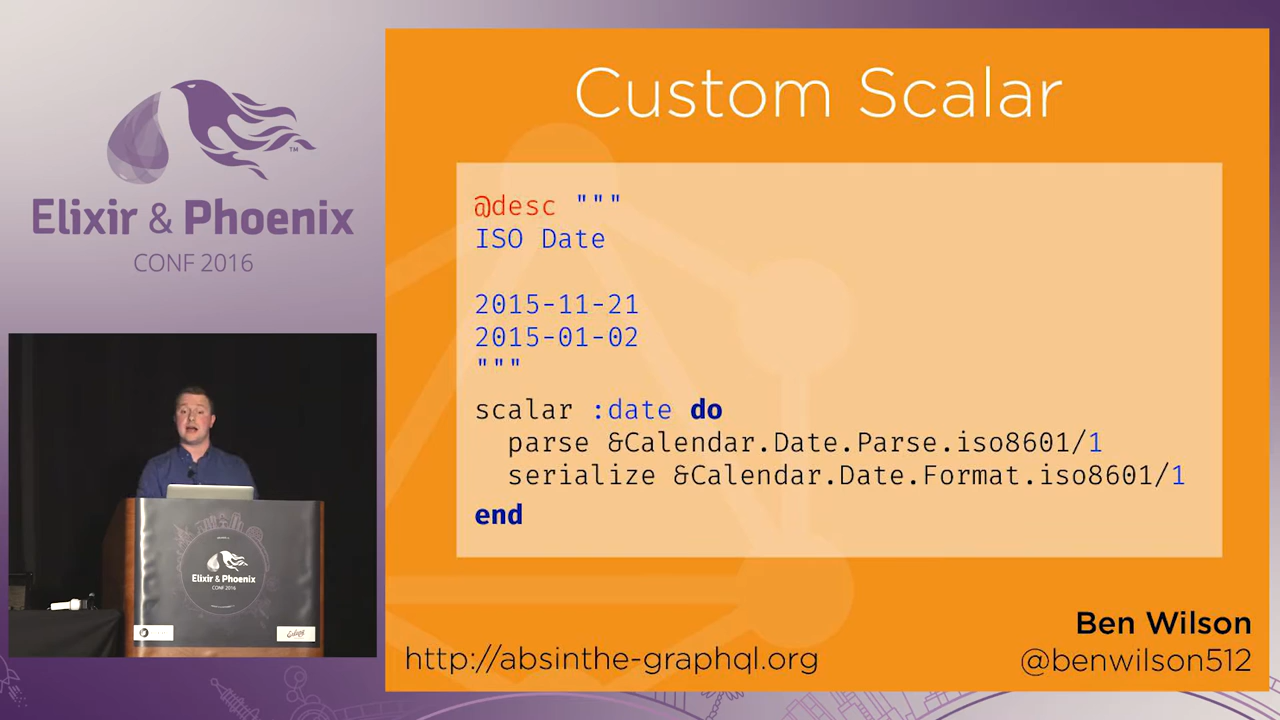 Elixir & Phoenix
CONF 2016
TM
Custom Scalar
@desc """
ISO Date
2015-11-21
2015-01-02
"""
scalar :date do
parse &Calendar.Date.Parse.iso8601/1
serialize &Calendar.Date.Format.iso8601/1
end
Ben Wilson
http://absinthe-graphql.org
@benwilson512
Elixir & Phoenix
CONF 2016